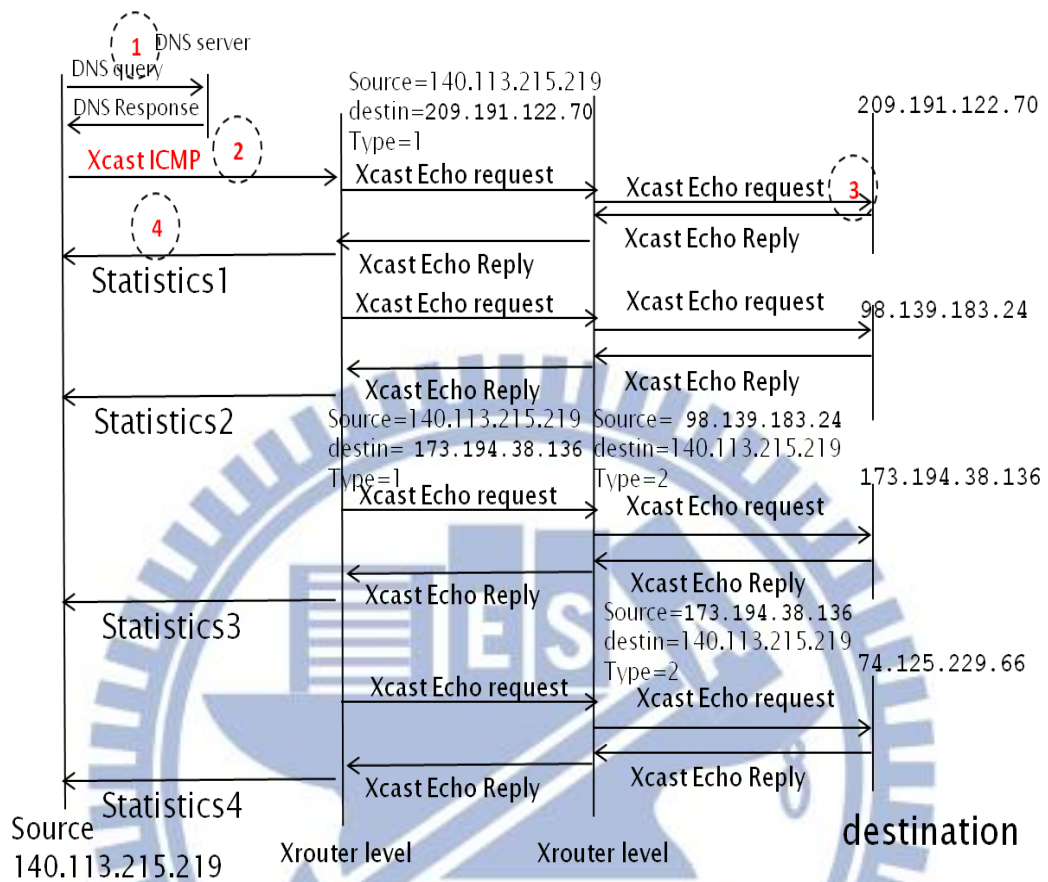 1 DNS server
DNS query
DNS Response
Xcast ICMP
2
Source=140.113.215.219
destin=209.191.122.70
Type=1
209.191.122.70
Xcast Echo request
Xcast Echo request
3
4
Xcast Echo Reply
Xcast Echo Reply
Statistics1
Xcast Echo request
Xcast Echo request
98.139.183.24
Xcast Echo Reply
Xcast Echo Reply
Statistics2
Source=140.113.215.219
destin= 173.194.38.136
Type=1
Source= 98.139.183.24
destin=140.113.215.219
Type=2
173.194.38.136
Xcast Echo request
Xcast Echo request
Xcast Echo Reply
Xcast Echo Reply
Statistics3
Source=173.194.38.136
destin=140.113.215.219
Type=2
74.125.229.66
Xcast Echo request
Xcast Echo request
Xcast Echo Reply
Xcast Echo Reply
Statistics4
Source
140.113.215.219
Xrouter level
Xrouter level
destination
ESA
8